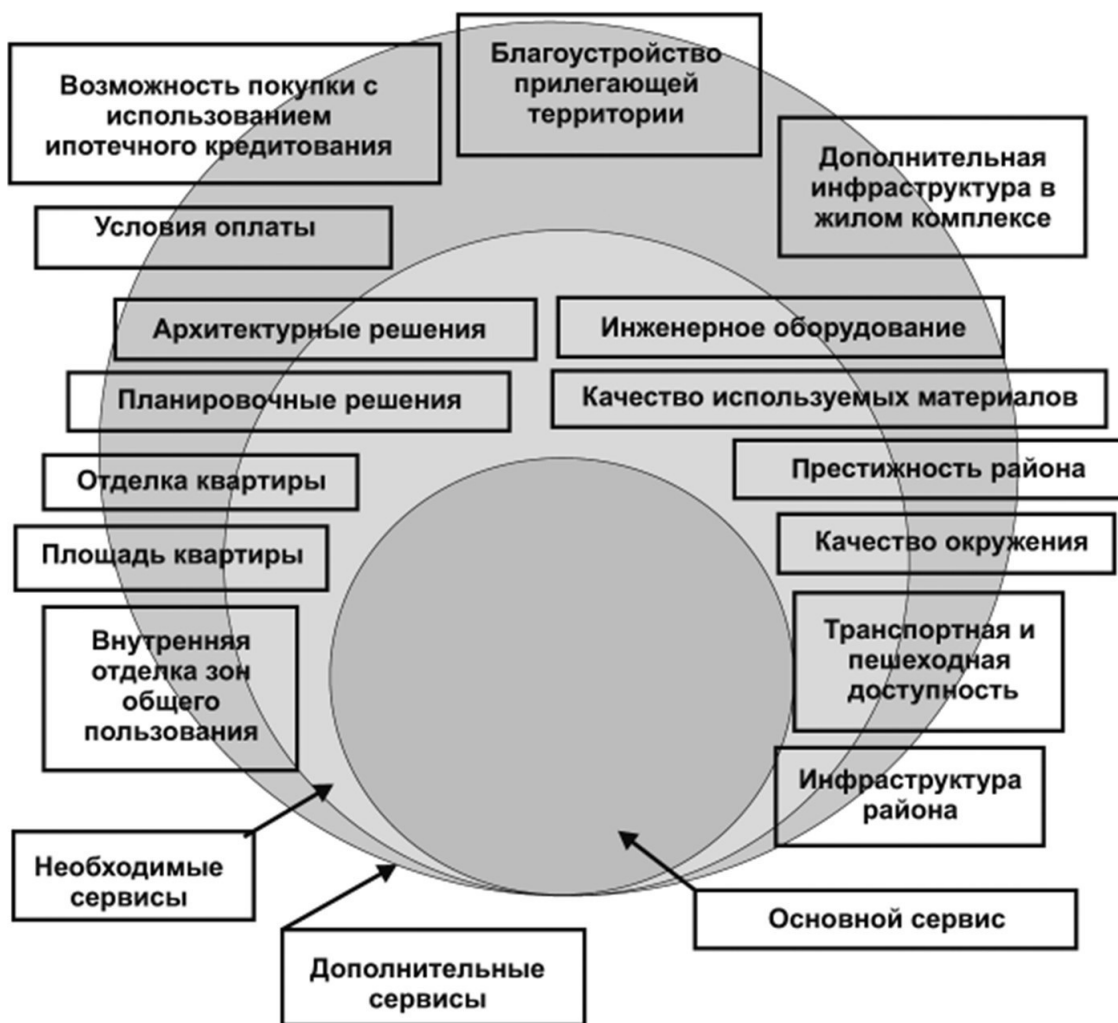 Возможность покупки с
использованием
ипотечного кредитования
Благоустройство
прилегающей
территории
Дополнительная
инфраструктура в
жилом комплексе
Условия оплаты
Архитектурные решения
Инженерное оборудование
Планировочные решения
Качество используемых материалов
Отделка квартиры
Престижность района
Площадь квартиры
Качество окружения
Внутренняя
отделка зон
общего
пользования
Транспортная и
пешеходная
доступность
Инфраструктура
района
Необходимые
сервисы
Основной сервис
Дополнительные
сервисы